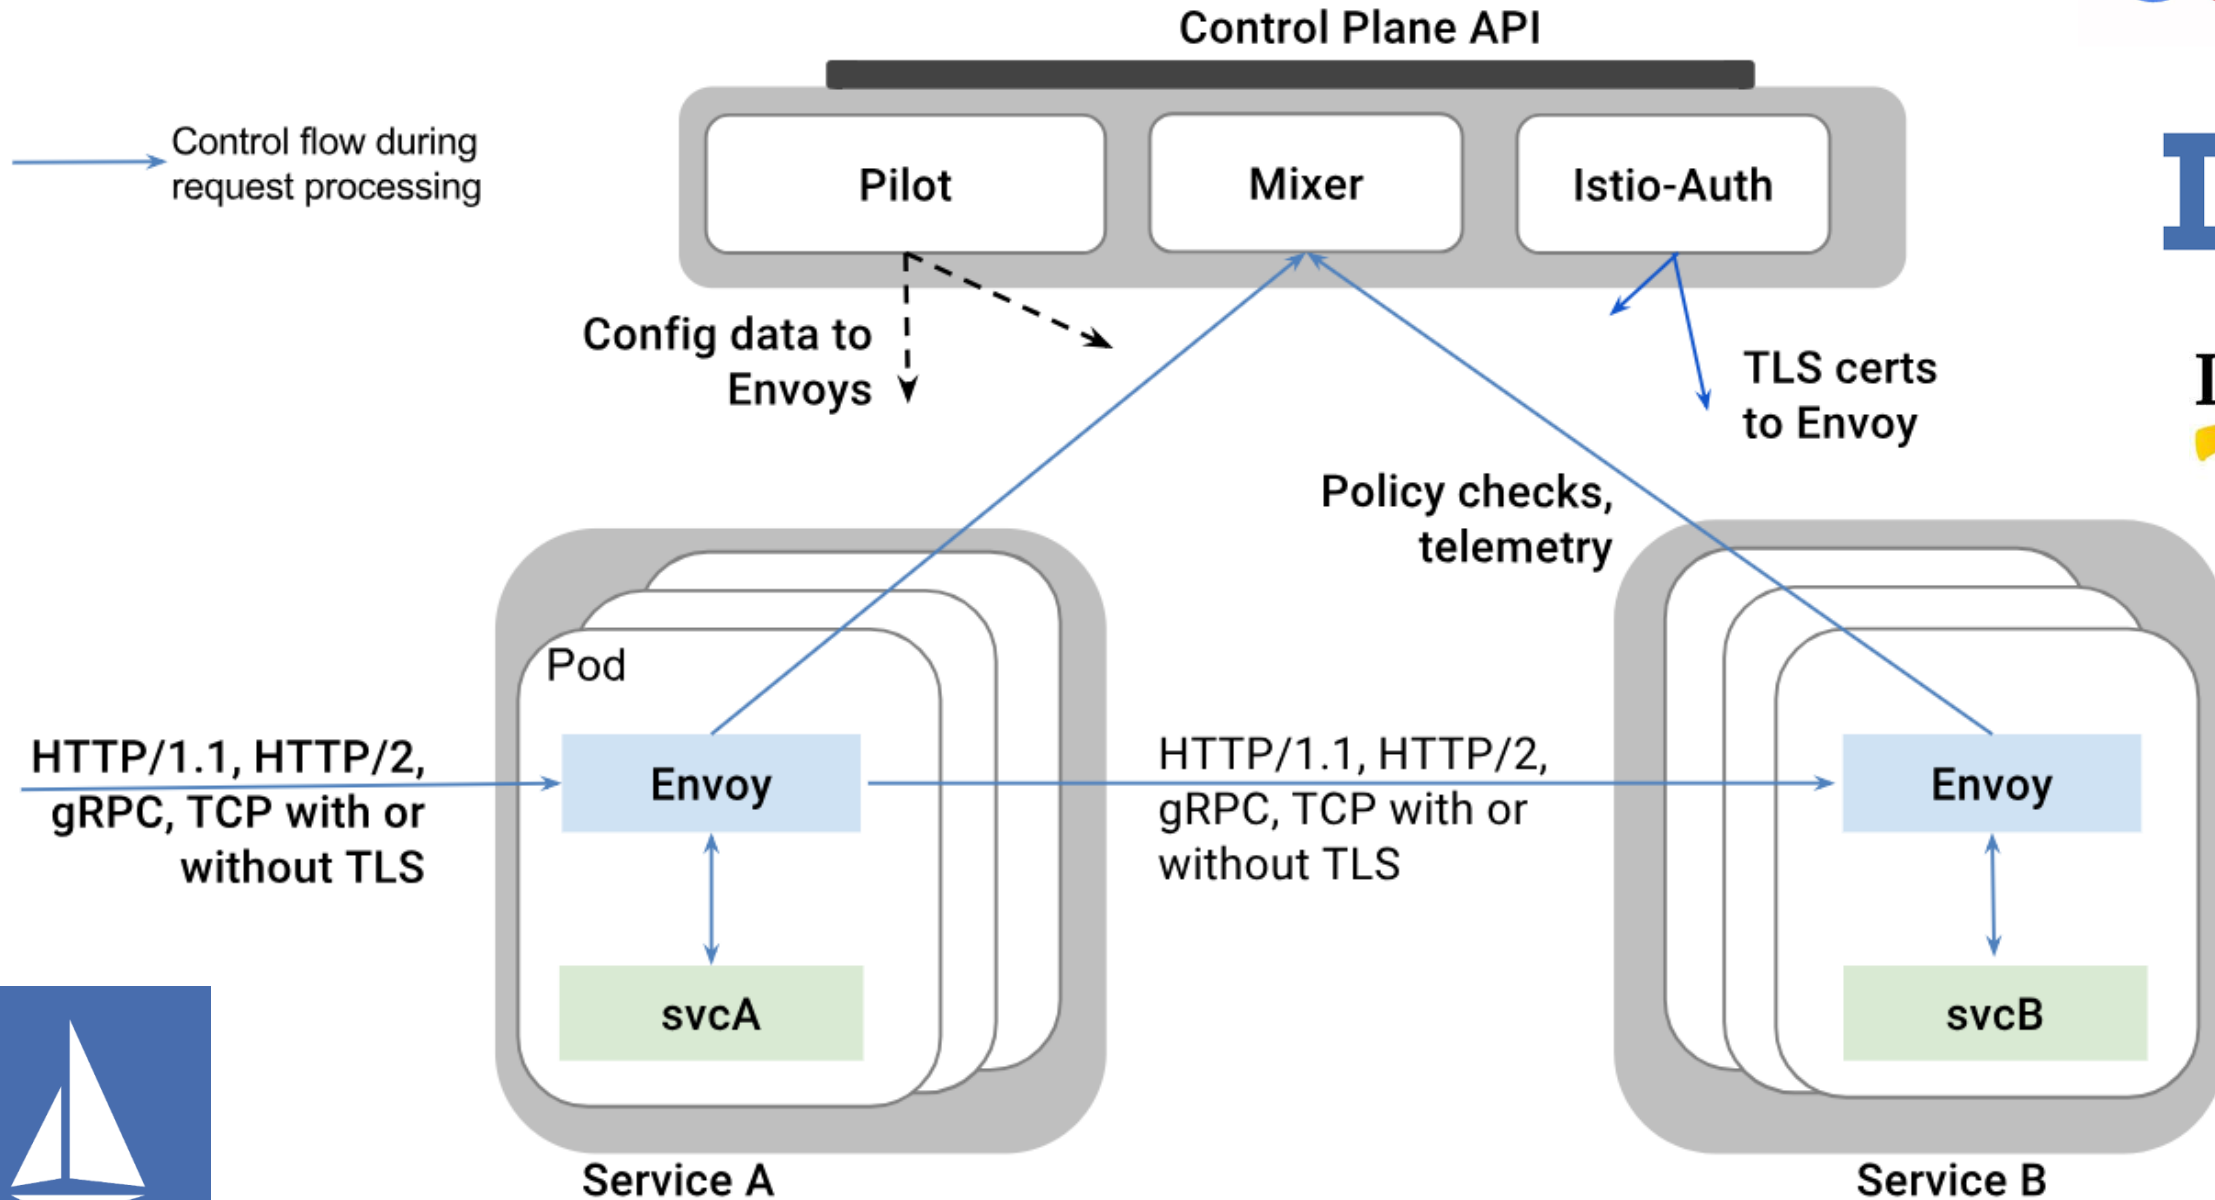 Control Plane API
Control flow during
request processing
Pilot
Mixer
Istio-Auth
Config data to
Envoys
TLS certs
to Envoy
Policy checks,
telemetry
Pod
HTTP/1.1, HTTP/2,
gRPC, TCP with or
without TLS
Envoy
HTTP/1.1, HTTP/2,
gRPC, TCP with or
without TLS
Envoy
svcA
svcB
Service A
Service B